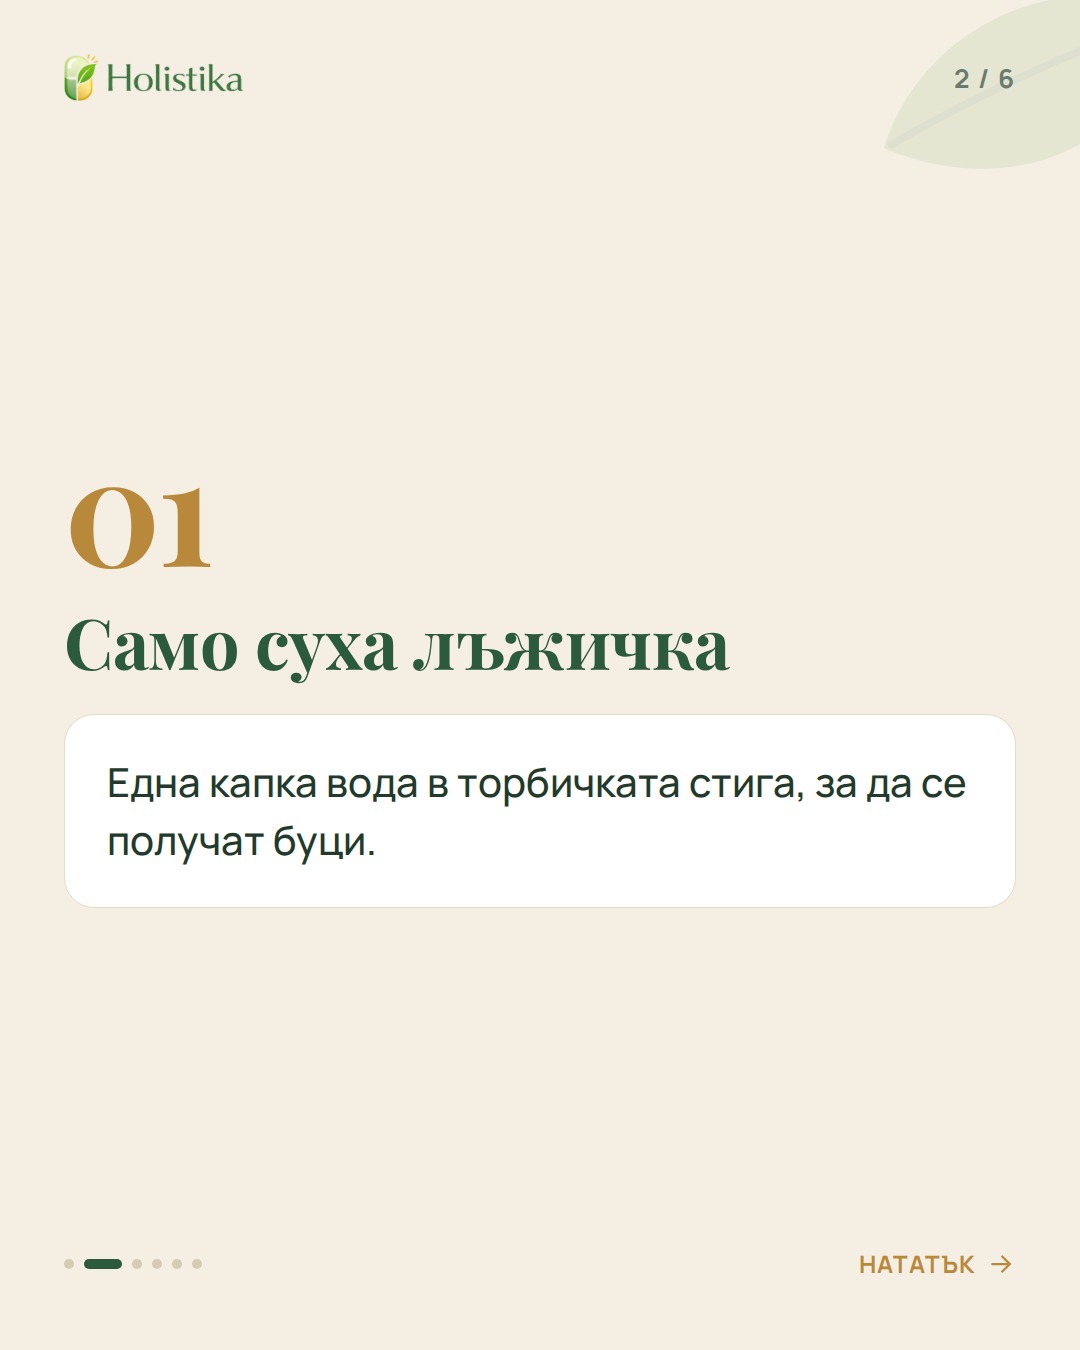 Holistika
2 / 6
01
Само суха лъжичка
Една капка вода в торбичката стига, за да се
получат буци.
НАТАТЪК →